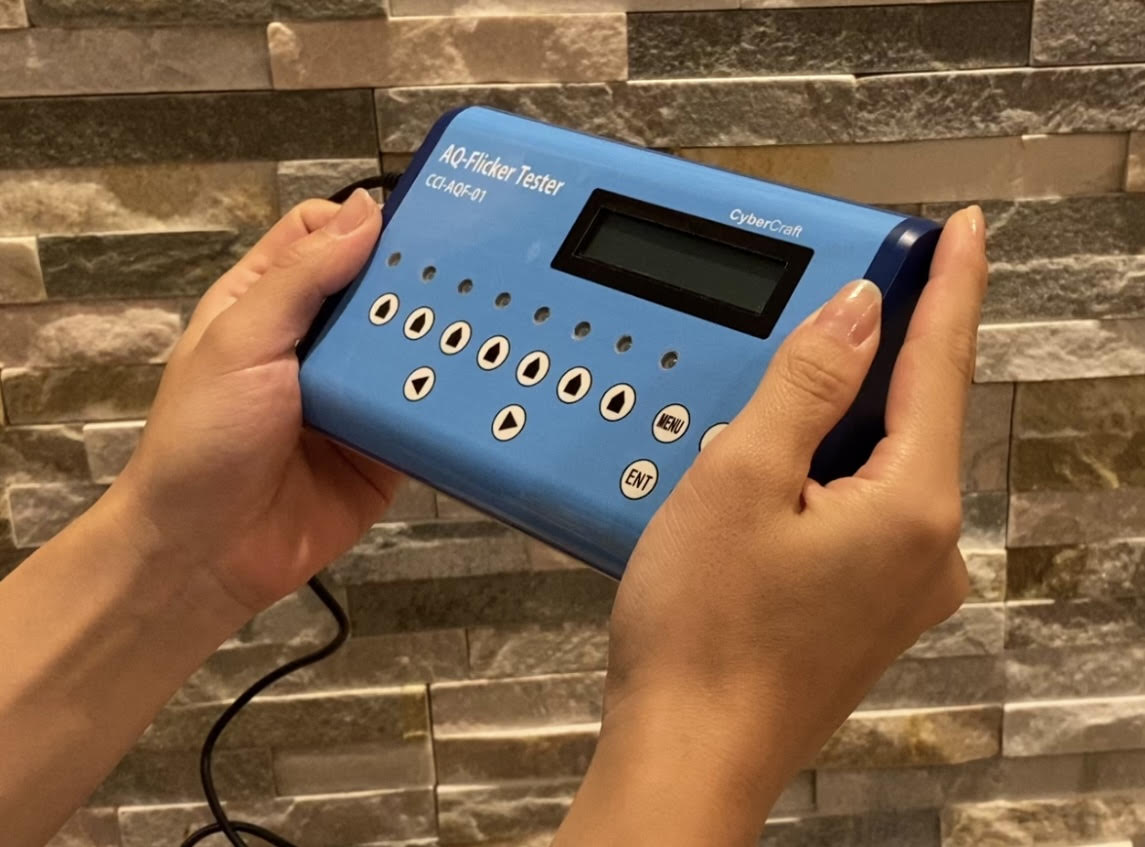 AQ-Flicker Tester
CCI-AQF-01
CyberCraft
MENU
ENT